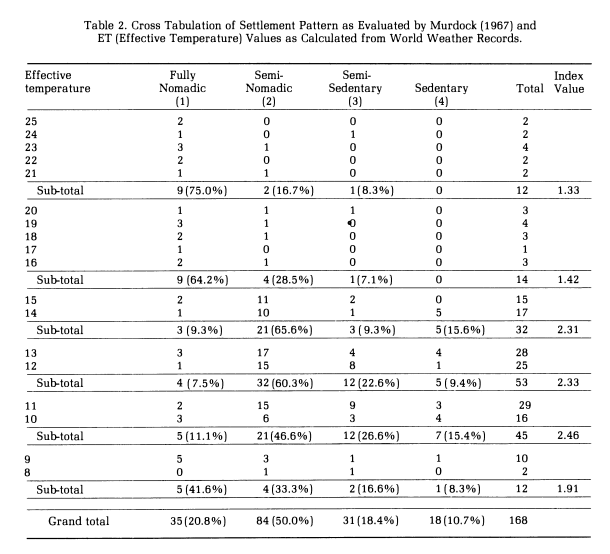 Table 2. Cross Tabulation of Settlement Pattern as Evaluated by Murdock (1967) and
ET (Effective Temperature) Values as Calculated from World Weather Records.
Effective temperature Fully Nomadic (1) Semi-Nomadic (2) Semi-Sedentary (3) Sedentary (4) Total Index Value
25 2 0 0 0 2
24 1 0 1 0 2
23 3 1 0 0 4
22 2 0 0 0 2
21 1 1 0 0 2
Sub-total 9 (75.0%) 2 (16.7%) 1 (8.3%) 0 12 1.33
20 1 1 1 0 3
19 3 1 0 0 4
18 2 1 0 0 3
17 1 0 0 0 1
16 2 1 0 0 3
Sub-total 9 (64.2%) 4 (28.5%) 1 (7.1%) 0 14 1.42
15 2 11 2 0 15
14 1 10 1 5 17
Sub-total 3 (9.3%) 21 (65.6%) 3 (9.3%) 5 (15.6%) 32 2.31
13 3 17 4 4 28
12 1 15 8 1 25
Sub-total 4 (7.5%) 32 (60.3%) 12 (22.6%) 5 (9.4%) 53 2.33
11 2 15 9 3 29
10 3 6 3 4 16
Sub-total 5 (11.1%) 21 (46.6%) 12 (26.6%) 7 (15.4%) 45 2.46
9 5 3 1 1 10
8 0 1 1 0 2
Sub-total 5 (41.6%) 4 (33.3%) 2 (16.6%) 1 (8.3%) 12 1.91
Grand total 35 (20.8%) 84 (50.0%) 31 (18.4%) 18 (10.7%) 168